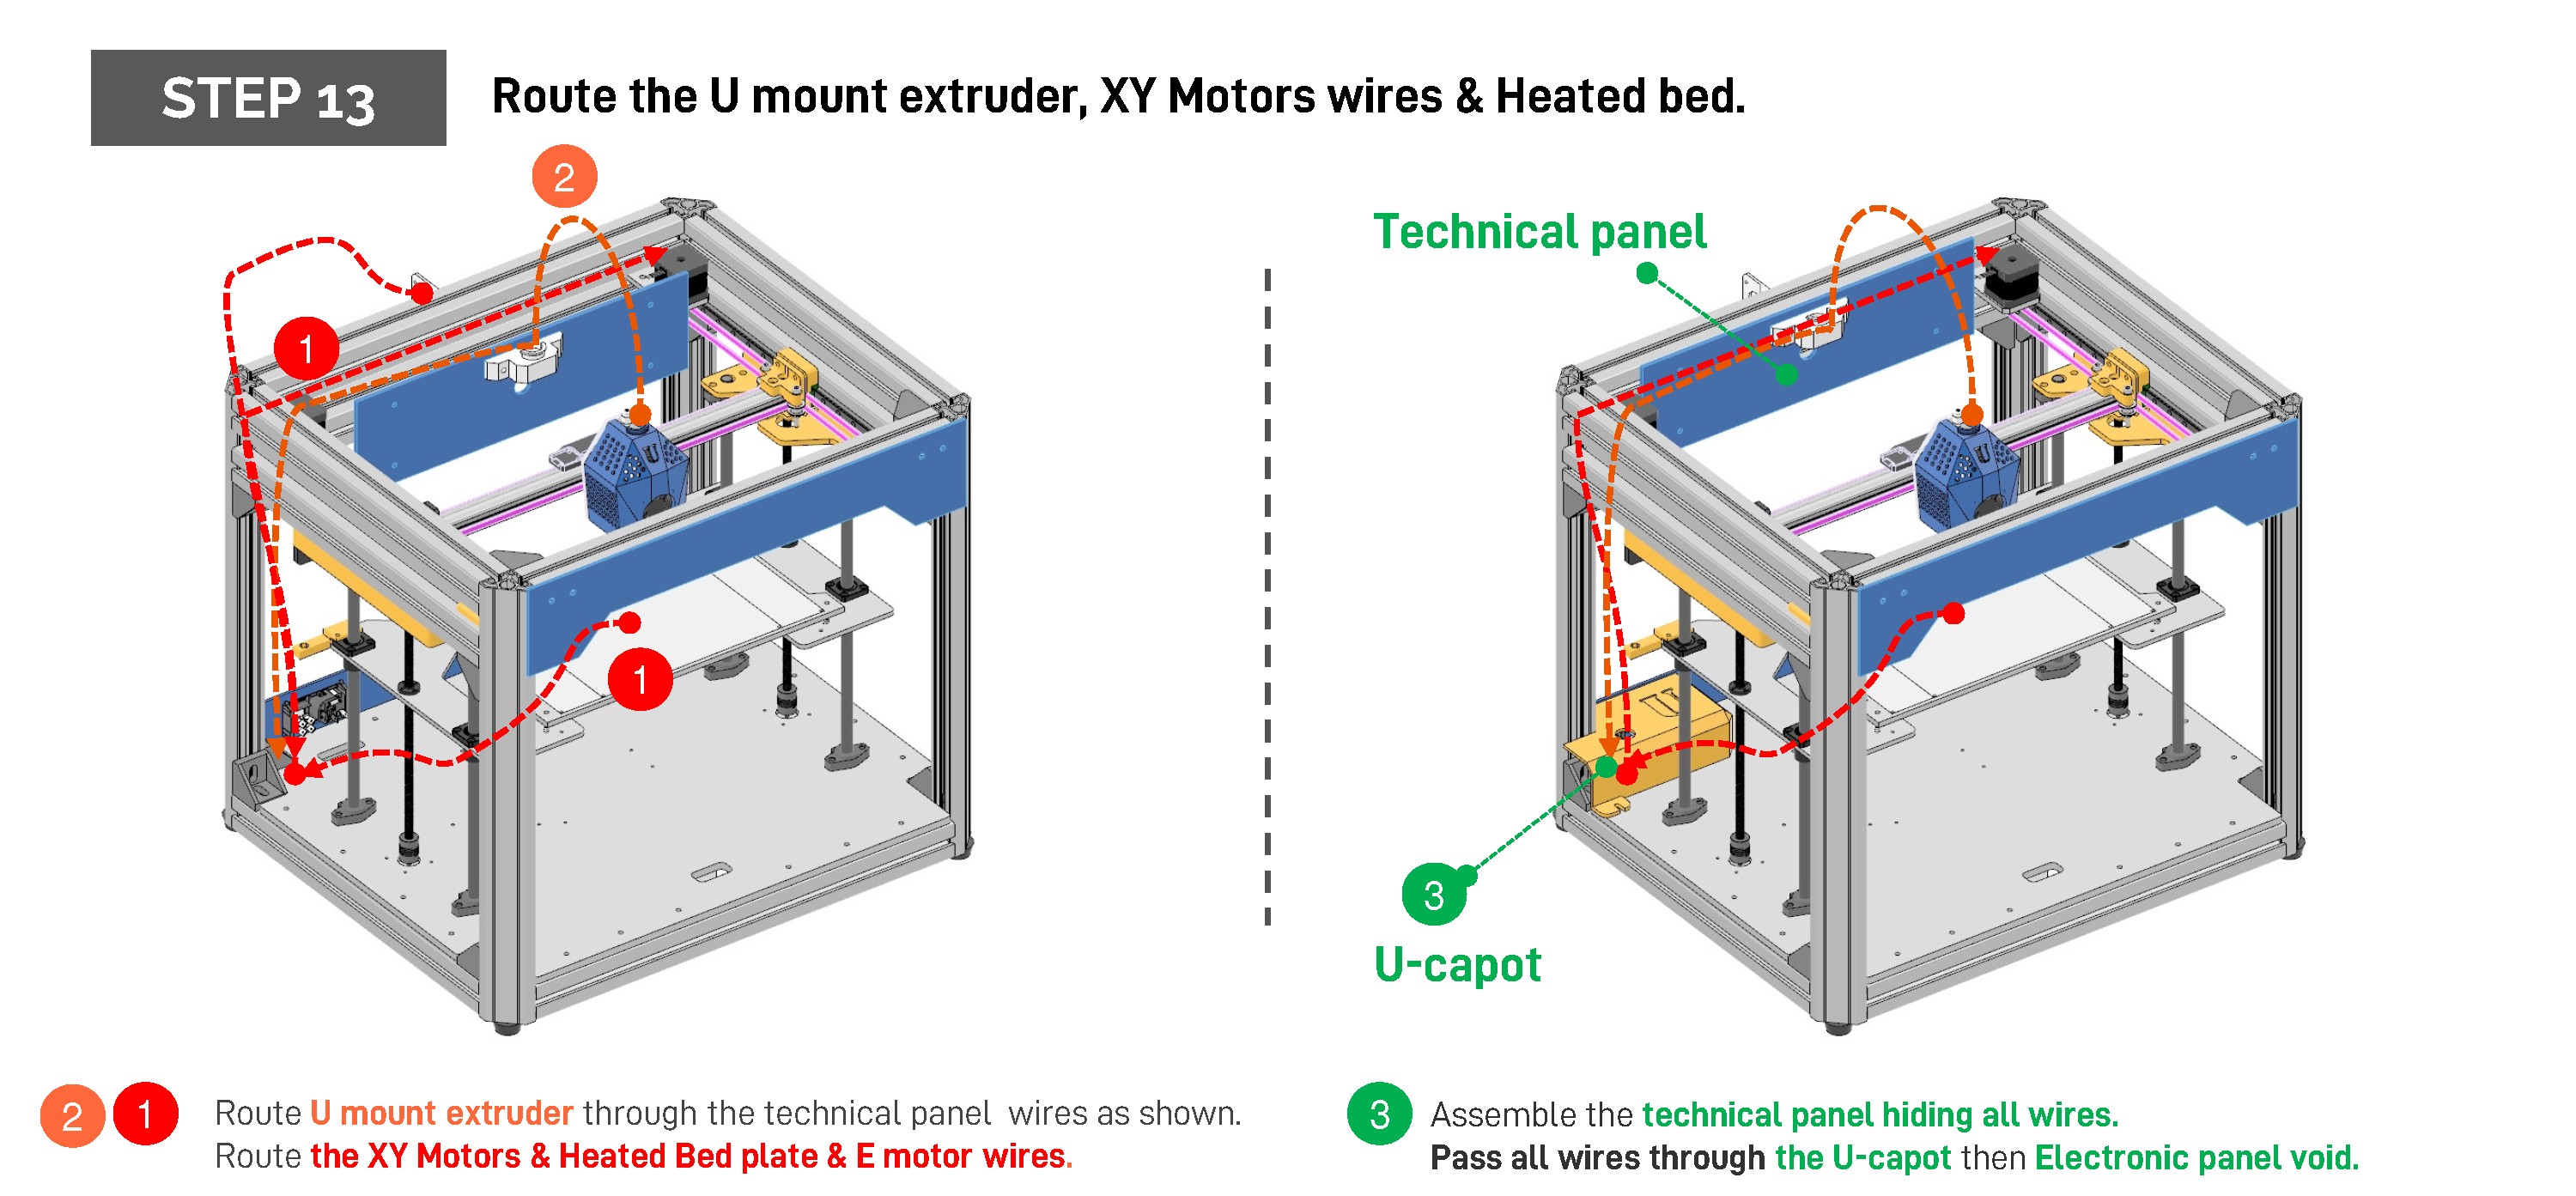 STEP 13
Route the U mount extruder, XY Motors wires & Heated bed.
2
1
1
Technical panel
3
U-capot
2 1 Route U mount extruder through the technical panel wires as shown.
Route the XY Motors & Heated Bed plate & E motor wires.
3 Assemble the technical panel hiding all wires.
Pass all wires through the U-capot then Electronic panel void.